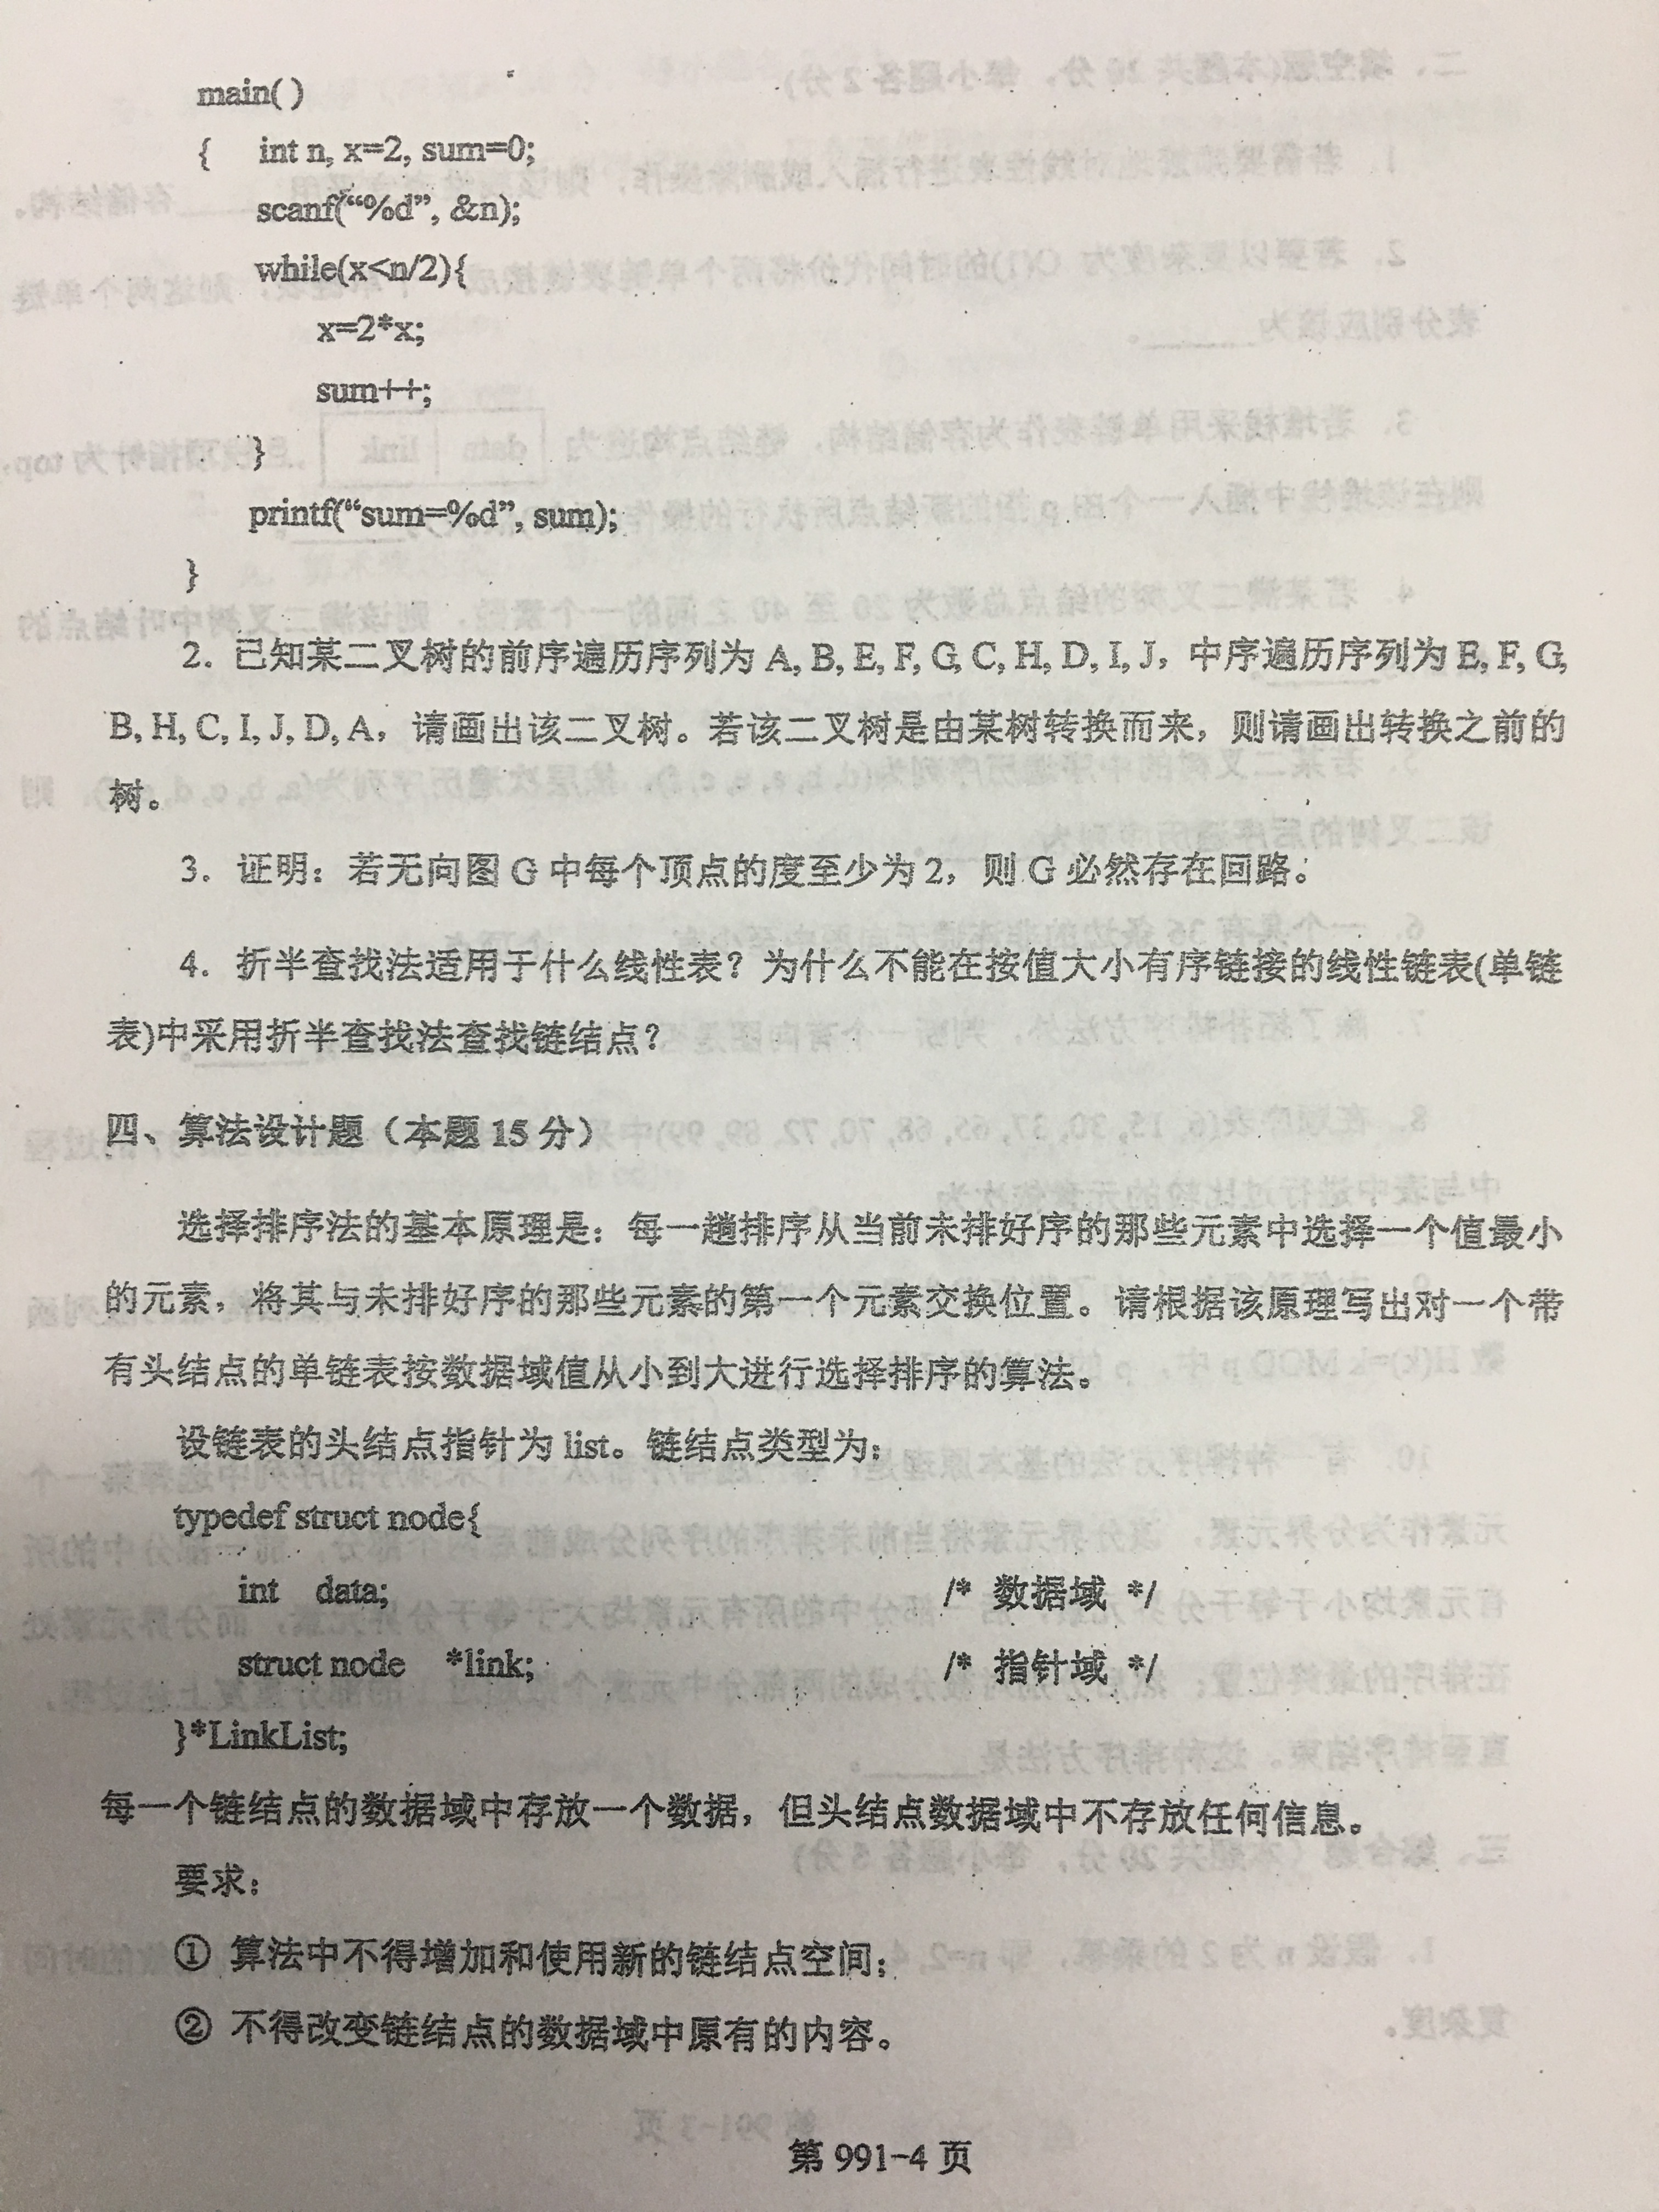 main( )
{ int n, x=2, sum=0;
scanf(“%d”, &n);
while(x<n/2){
x=2*x;
sum++;
}
printf(“sum=%d”, sum);
}
2. 已知某二叉树的前序遍历序列为 A, B, E, F, G, C, H, D, I, J，中序遍历序列为 E, F, G,
B, H, C, I, J, D, A，请画出该二叉树。若该二叉树是由某树转换而来，则请画出转换之前的
树。
3. 证明：若无向图 G 中每个顶点的度至少为 2，则 G 必然存在回路。
4. 折半查找法适用于什么线性表？为什么不能在按值大小有序链接的线性链表(单链
表)中采用折半查找法查找链结点？
四、算法设计题（本题 15 分）
选择排序法的基本原理是：每一趟排序从当前未排好序的那些元素中选择一个值最小
的元素，将其与未排好序的那些元素的第一个元素交换位置。请根据该原理写出对一个带
有头结点的单链表按数据域值从小到大进行选择排序的算法。
设链表的头结点指针为 list。链结点类型为：
typedef struct node{
int data; /* 数据域 */
struct node *link; /* 指针域 */
}*LinkList;
每一个链结点的数据域中存放一个数据，但头结点数据域中不存放任何信息。
要求：
① 算法中不得增加和使用新的链结点空间；
② 不得改变链结点的数据域中原有的内容。
第 991-4 页